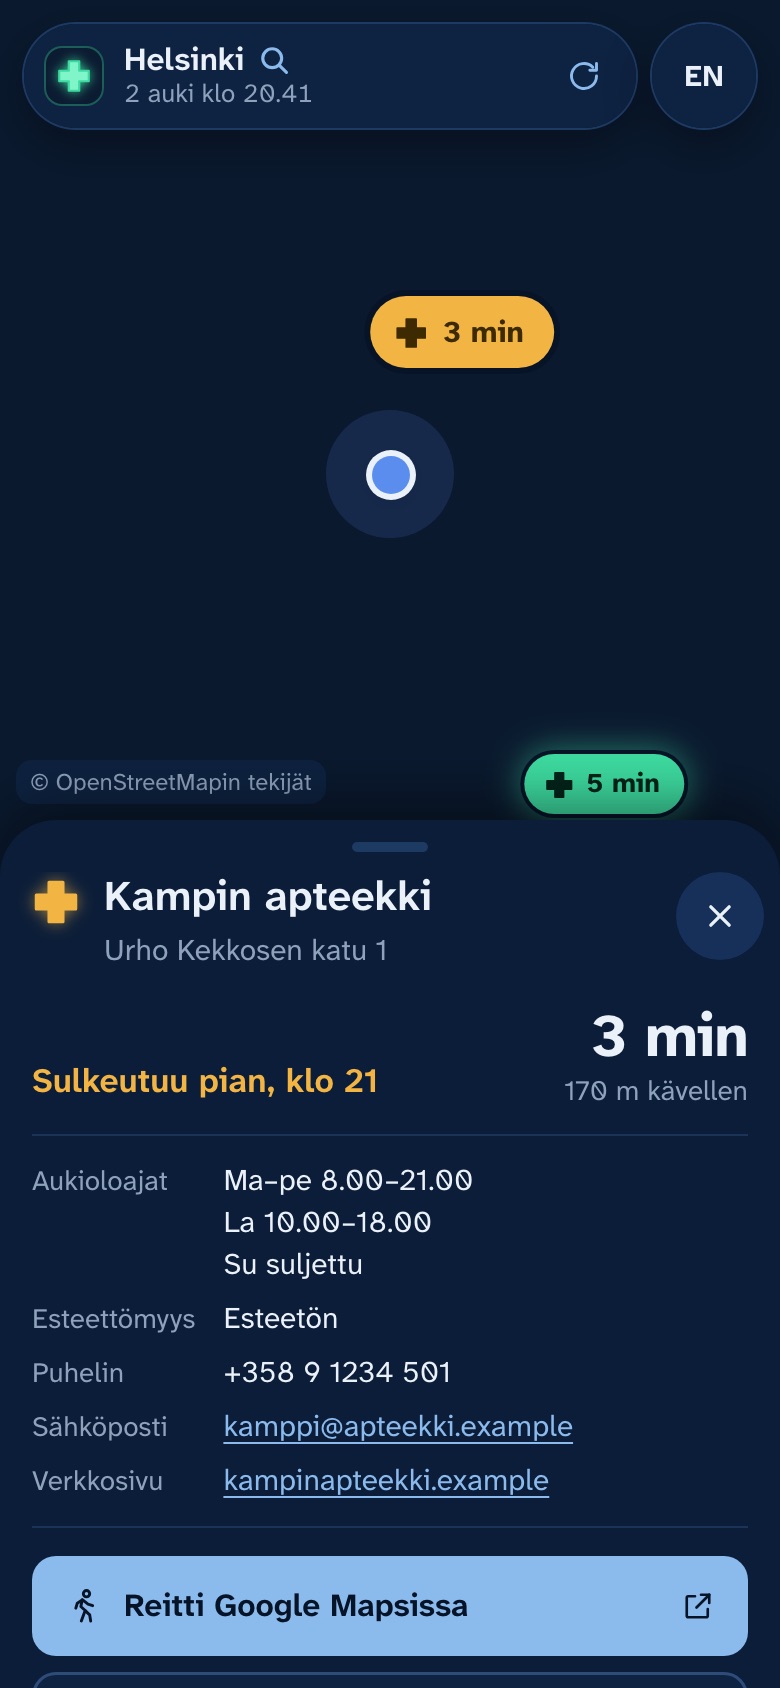 Helsinki
2 auki klo 20.41
EN
3 min
© OpenStreetMapin tekijät
5 min
Kampin apteekki
Urho Kekkosen katu 1
3 min
Sulkeutuu pian, klo 21
170 m kävellen
Aukioloajat Ma–pe 8.00–21.00
La 10.00–18.00
Su suljettu
Esteettömyys Esteetön
Puhelin +358 9 1234 501
Sähköposti kamppi@apteekki.example
Verkkosivu kampinapteekki.example
Reitti Google Mapsissa